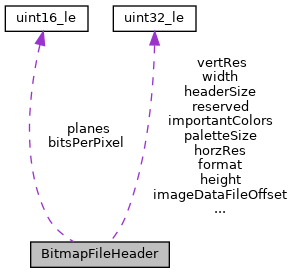 uint16_le
uint32_le
planes
bitsPerPixel
vertRes
width
headerSize
reserved
importantColors
paletteSize
horzRes
format
height
imageDataFileOffset
...
BitmapFileHeader